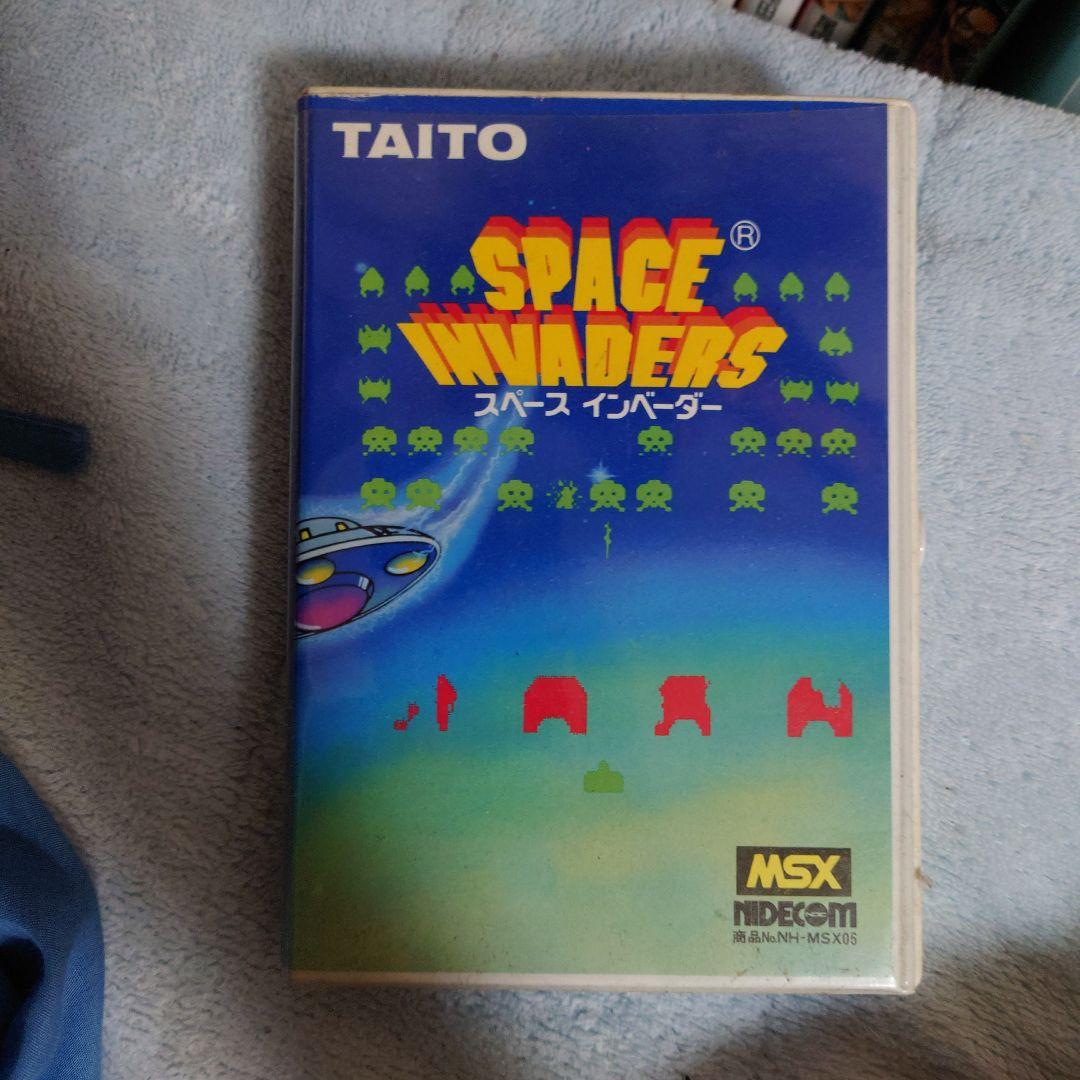 TAITO
SPACE ®
INVADERS
スペース インベーダー
MSX
NIDECOM
商品No.NH-MSX05